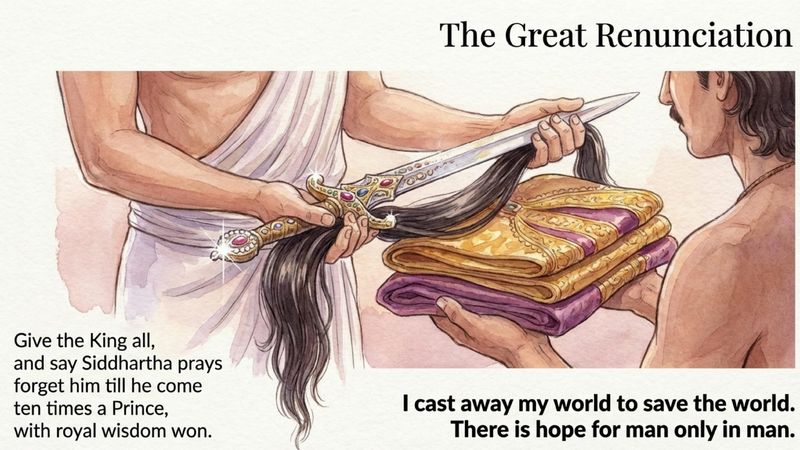 The Great Renunciation
Give the King all,
and say Siddhartha prays
forget him till he come
ten times a Prince,
with royal wisdom won.
I cast away my world to save the world.
There is hope for man only in man.